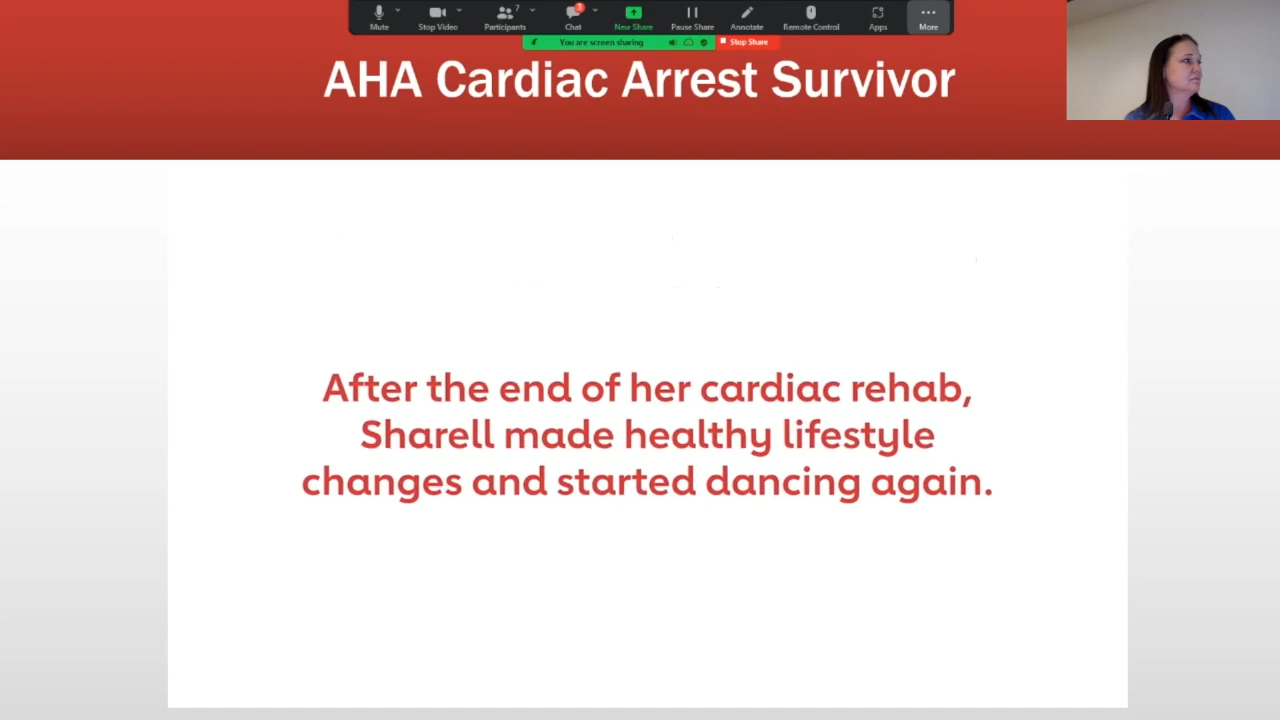 Mute
Stop Video
Participants
7
Chat
3
New Share
Pause Share
Annotate
Remote Control
Apps
More
You are screen sharing
Stop Share
AHA Cardiac Arrest Survivor
After the end of her cardiac rehab,
Sharell made healthy lifestyle
changes and started dancing again.